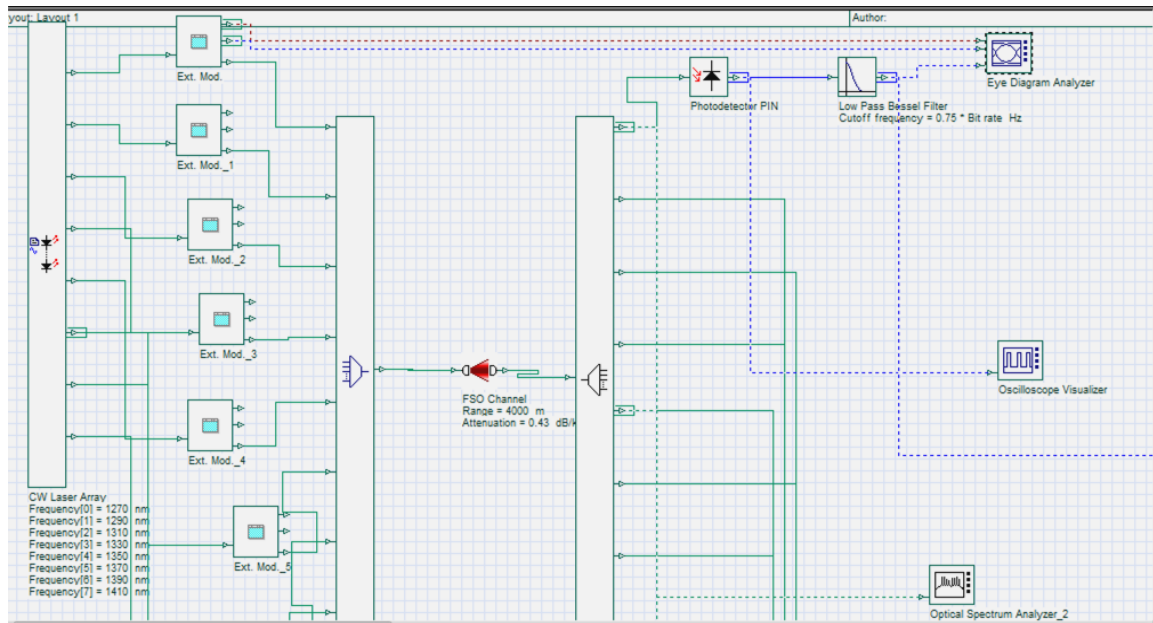 yout: Layout 1
Author:
Ext. Mod.
Photodetector PIN
Low Pass Bessel Filter
Cutoff frequency = 0.75 * Bit rate Hz
Eye Diagram Analyzer
Ext. Mod._1
Ext. Mod._2
Ext. Mod._3
FSO Channel
Range = 4000 m
Attenuation = 0.43 dB/k
Oscilloscope Visualizer
Ext. Mod._4
CW Laser Array
Frequency[0] = 1270 nm
Frequency[1] = 1290 nm
Frequency[2] = 1310 nm
Frequency[3] = 1330 nm
Frequency[4] = 1350 nm
Frequency[5] = 1370 nm
Frequency[6] = 1390 nm
Frequency[7] = 1410 nm
Ext. Mod._5
Optical Spectrum Analyzer_2